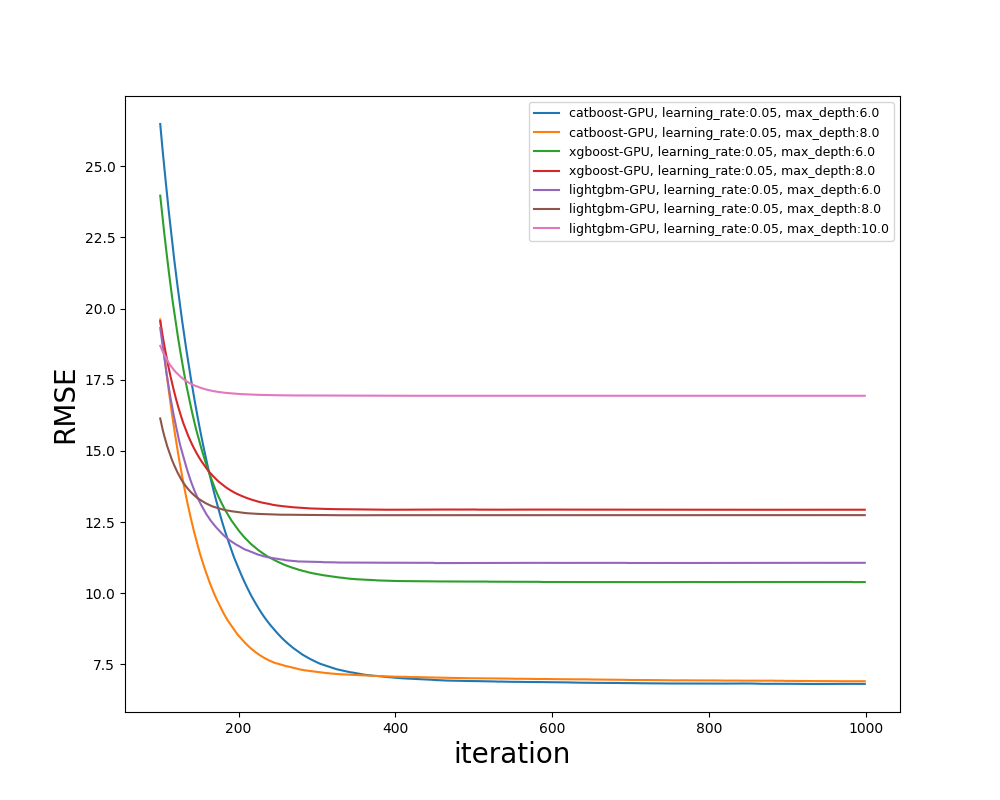 catboost-GPU, learning_rate:0.05, max_depth:6.0
catboost-GPU, learning_rate:0.05, max_depth:8.0
xgboost-GPU, learning_rate:0.05, max_depth:6.0
xgboost-GPU, learning_rate:0.05, max_depth:8.0
lightgbm-GPU, learning_rate:0.05, max_depth:6.0
lightgbm-GPU, learning_rate:0.05, max_depth:8.0
lightgbm-GPU, learning_rate:0.05, max_depth:10.0
25.0
22.5
20.0
17.5
15.0
12.5
10.0
7.5
RMSE
200 400 600 800 1000
iteration